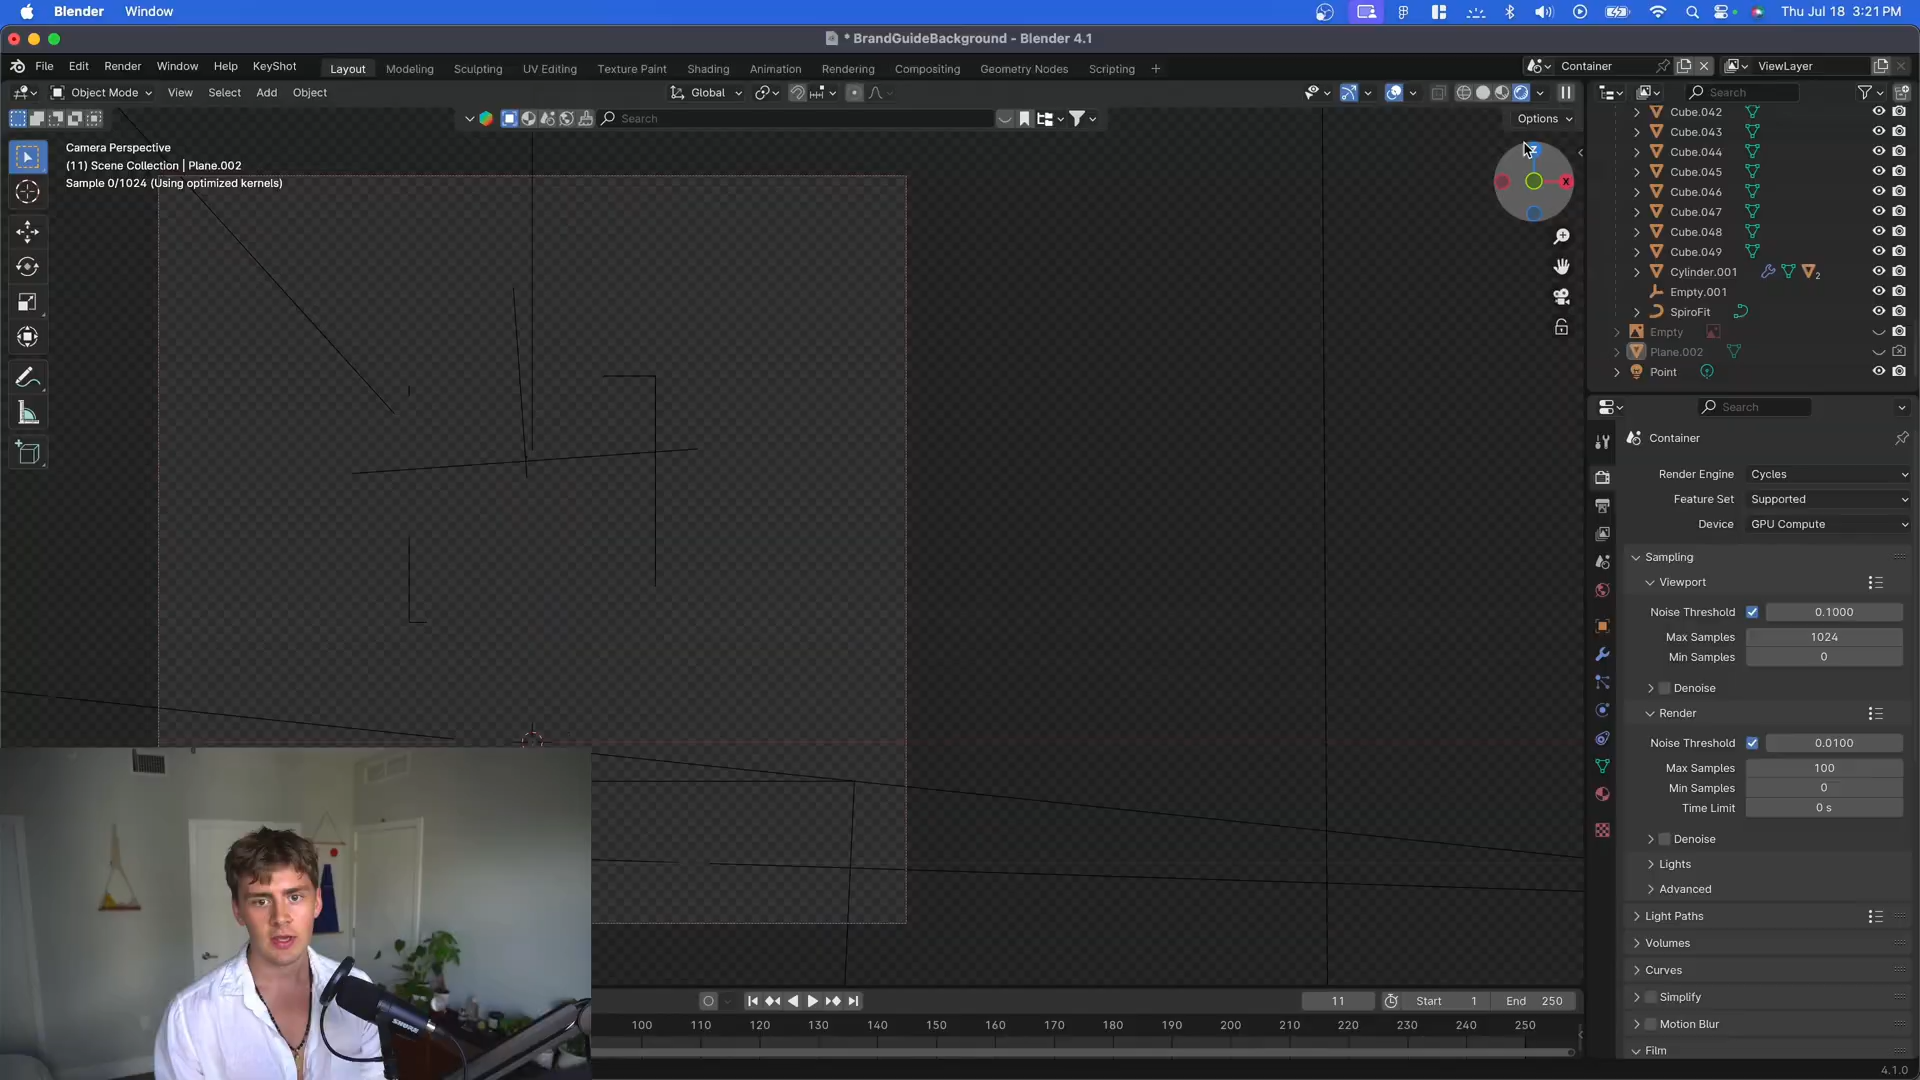 Blender Window
Thu Jul 18 3:21 PM
* BrandGuideBackground - Blender 4.1
File Edit Render Window Help KeyShot
Layout Modeling Sculpting UV Editing Texture Paint Shading Animation Rendering Compositing Geometry Nodes Scripting +
Container
ViewLayer
Object Mode View Select Add Object
Global
Search
Search
Options
Camera Perspective
(11) Scene Collection | Plane.002
Sample 0/1024 (Using optimized kernels)
Z
X
Cube.042
Cube.043
Cube.044
Cube.045
Cube.046
Cube.047
Cube.048
Cube.049
Cylinder.001 2
Empty.001
SpiroFit
Empty
Plane.002
Point
Search
Container
Render Engine Cycles
Feature Set Supported
Device GPU Compute
Sampling
Viewport
Noise Threshold 0.1000
Max Samples 1024
Min Samples 0
Denoise
Render
Noise Threshold 0.0100
Max Samples 100
Min Samples 0
Time Limit 0 s
Denoise
Lights
Advanced
Light Paths
Volumes
Curves
Simplify
Motion Blur
Film
11 Start 1 End 250
100 110 120 130 140 150 160 170 180 190 200 210 220 230 240 250
SHURE
4.1.0